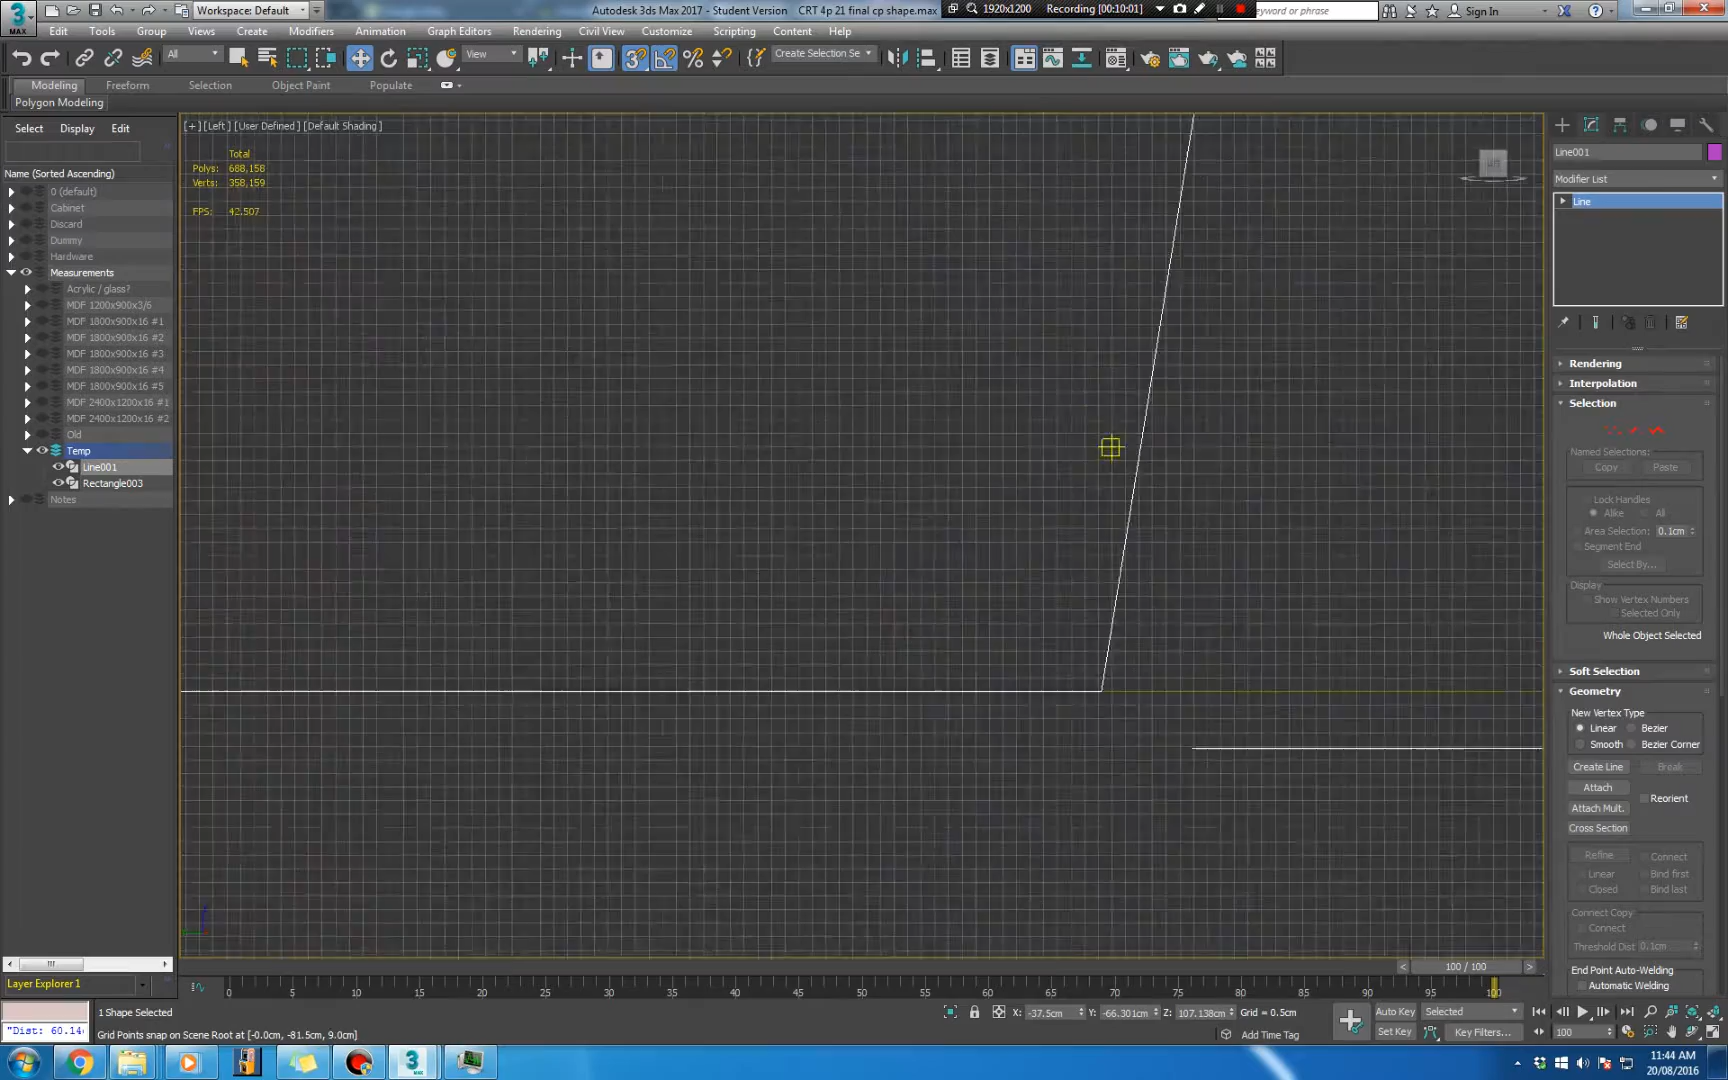 MAX
Workspace: Default
Autodesk 3ds Max 2017 - Student Version    CRT 4p 21 final cp shape.max
1920x1200
Recording [00:10:01]
eyword or phrase
Sign In
Edit Tools Group Views Create Modifiers Animation Graph Editors Rendering Civil View Customize Scripting Content Help
All
View
Create Selection Se
Modeling Freeform Selection Object Paint Populate
Polygon Modeling
Select Display Edit
Name (Sorted Ascending)
0 (default)
Cabinet
Discard
Dummy
Hardware
Measurements
Acrylic / glass?
MDF 1200x900x3/6
MDF 1800x900x16 #1
MDF 1800x900x16 #2
MDF 1800x900x16 #3
MDF 1800x900x16 #4
MDF 1800x900x16 #5
MDF 2400x1200x16 #1
MDF 2400x1200x16 #2
Old
Temp
Line001
Rectangle003
Notes
Layer Explorer 1
[+] [Left] [User Defined] [Default Shading]
Total
Polys: 688,158
Verts: 358,159
FPS: 42.507
Line001
Modifier List
Line
Rendering
Interpolation
Selection
Named Selections:
Copy Paste
Lock Handles
Alike All
Area Selection: 0.1cm
Segment End
Select By...
Display
Show Vertex Numbers
Selected Only
Whole Object Selected
Soft Selection
Geometry
New Vertex Type
Linear Bezier
Smooth Bezier Corner
Create Line Break
Attach
Reorient
Attach Mult.
Cross Section
Refine Connect
Linear Bind first
Closed Bind last
Connect Copy
Connect
Threshold Dist 0.1cm
End Point Auto-Welding
Automatic Welding
100 / 100
0 5 10 15 20 25 30 35 40 45 50 55 60 65 70 75 80 85 90 95 100
1 Shape Selected
X: -37.5cm Y: -66.301cm Z: 107.138cm Grid = 0.5cm
Auto Key Selected
"Dist: 60.14
Grid Points snap on Scene Root at [-0.0cm, -81.5cm, 9.0cm]
Add Time Tag
Set Key Key Filters...
100
3
MAX
11:44 AM
20/08/2016